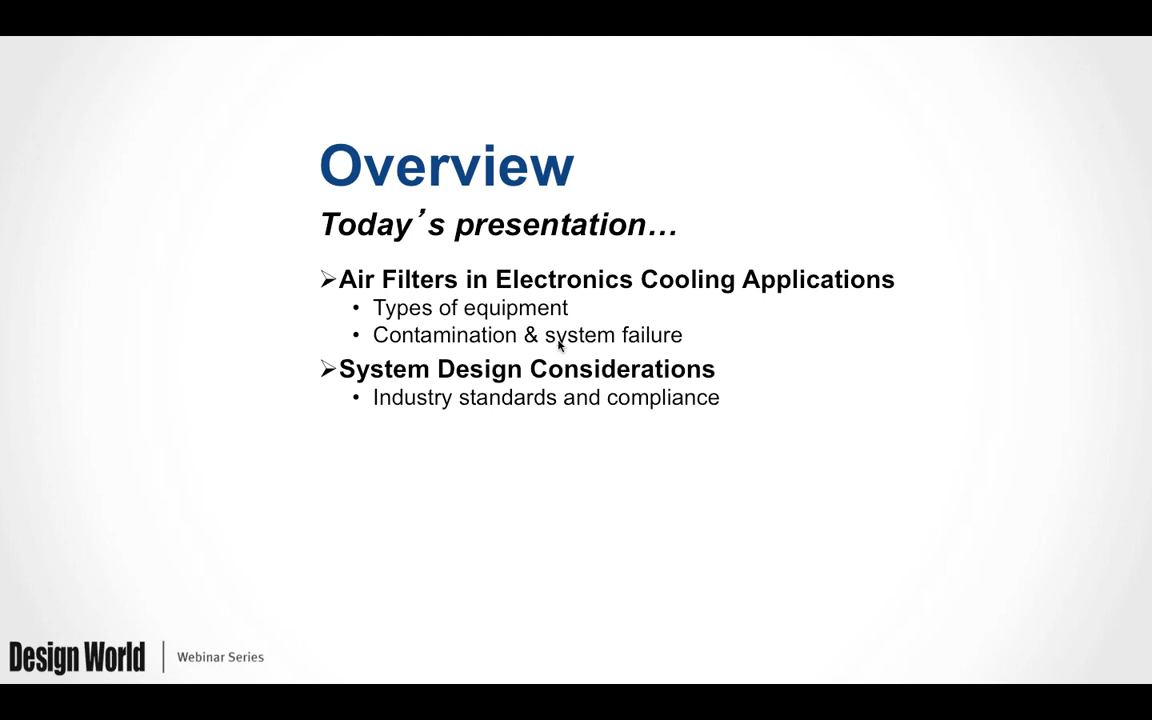 Overview
Today's presentation…
➢Air Filters in Electronics Cooling Applications
• Types of equipment
• Contamination & system failure
➢System Design Considerations
• Industry standards and compliance
Design World | Webinar Series